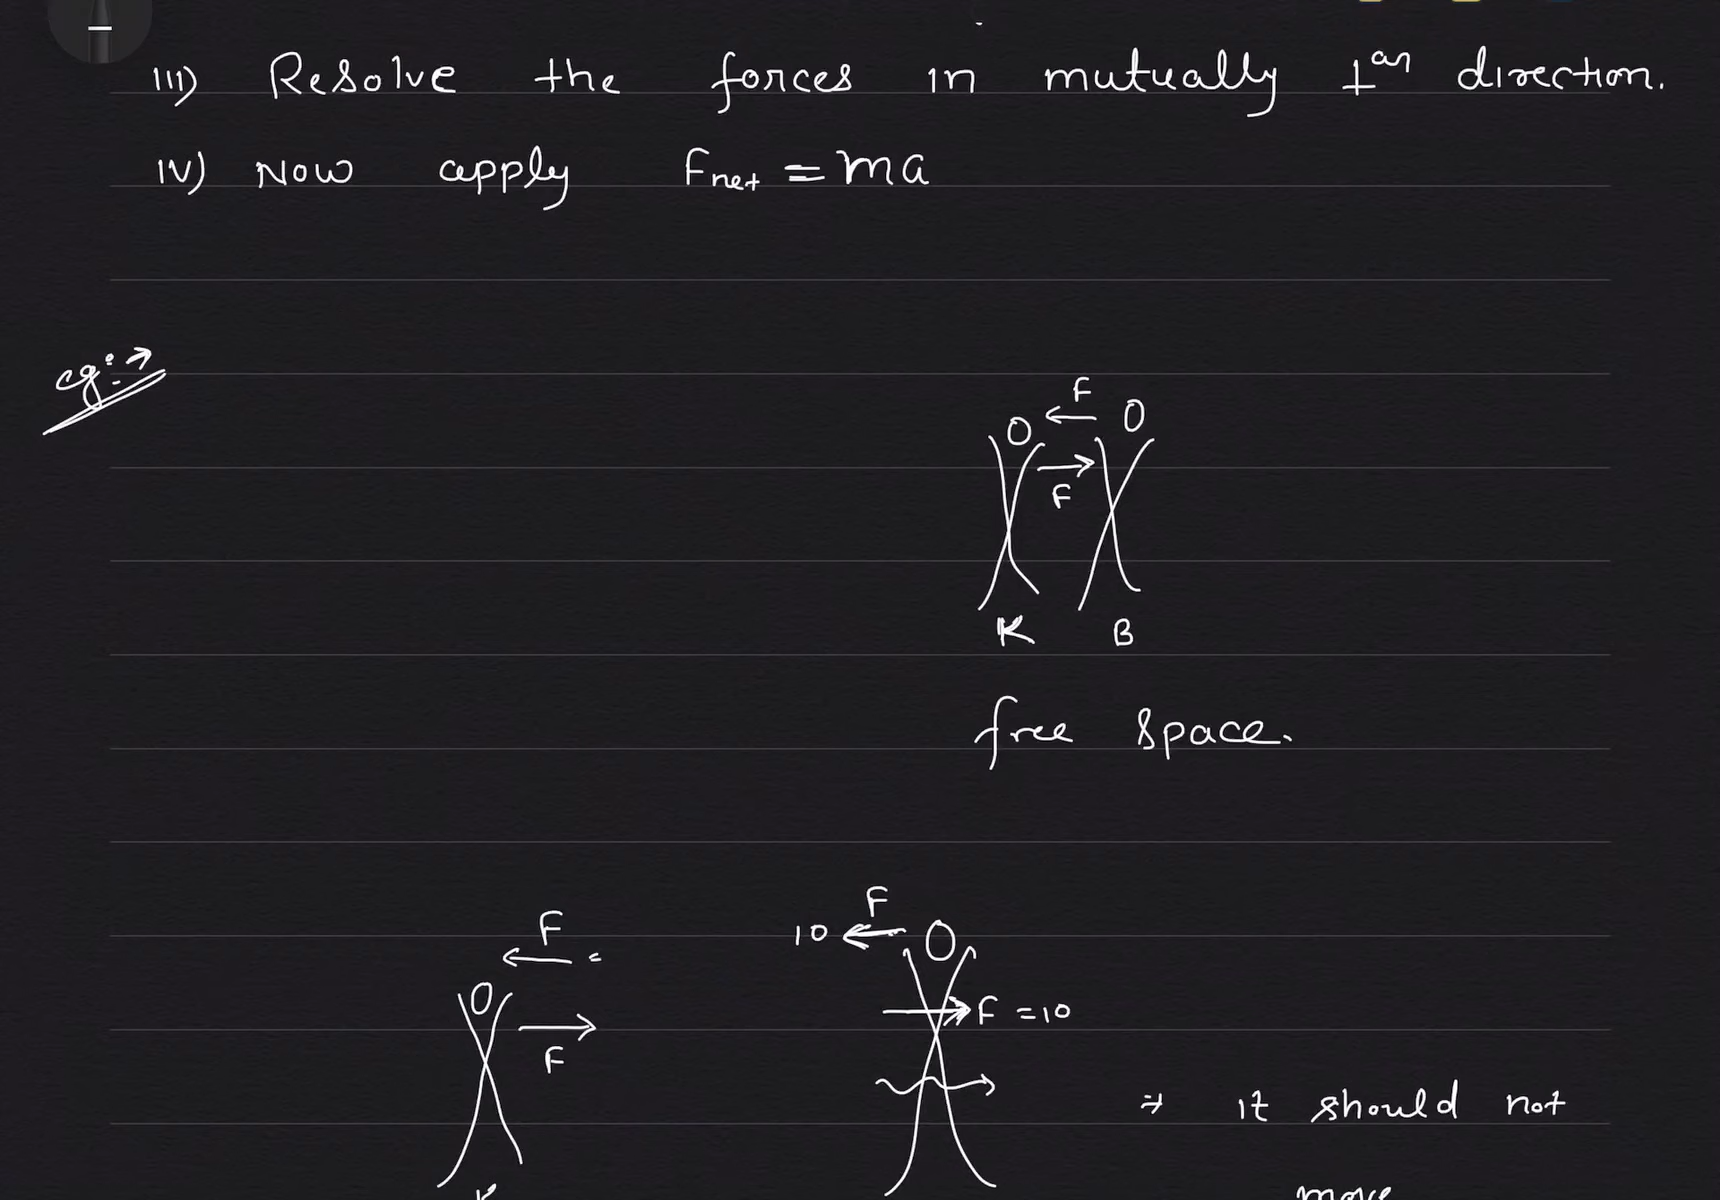 III) Resolve the forces in mutually ⊥ar direction.
IV) Now apply Fnet = ma
eg:→
F
F
K B
free space.
F
10
F
F = 10
F
⇒ it should not
move
K